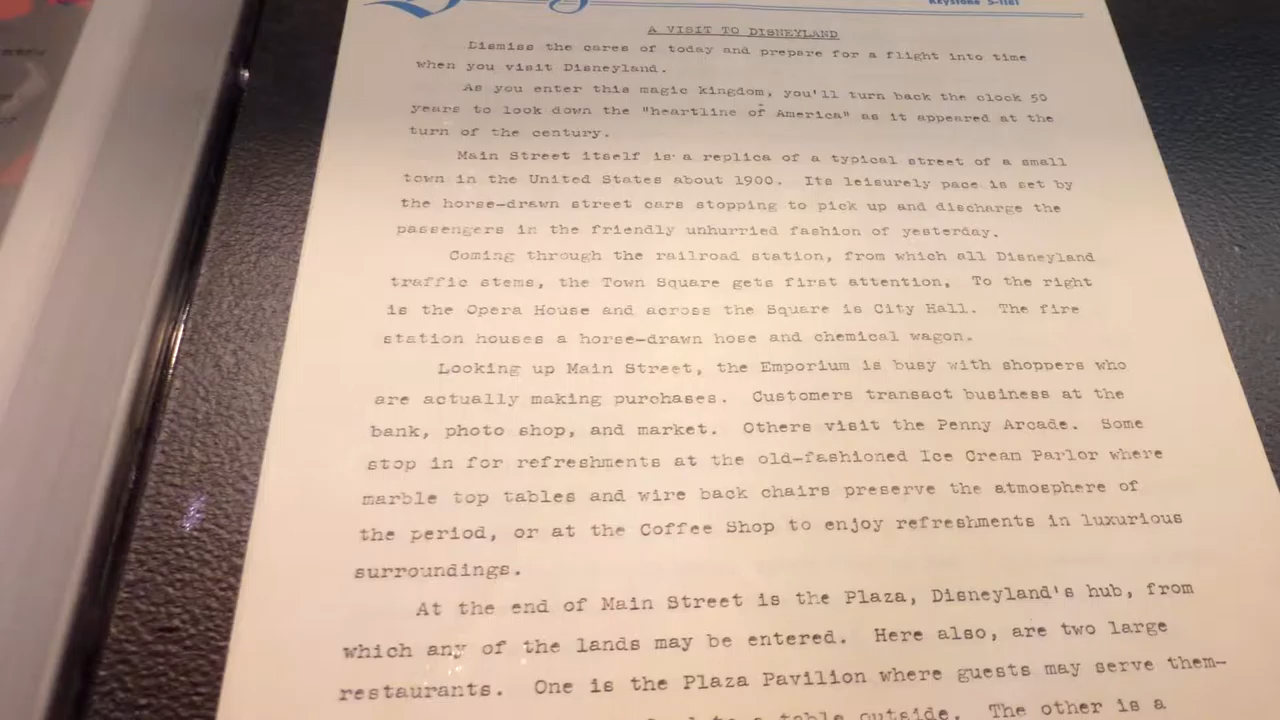 Keystone 5-1161
A VISIT TO DISNEYLAND
Dismiss the cares of today and prepare for a flight into time
when you visit Disneyland.
As you enter this magic kingdom, you'll turn back the clock 50
years to look down the "heartline of America" as it appeared at the
turn of the century.
Main Street itself is a replica of a typical street of a small
town in the United States about 1900. Its leisurely pace is set by
the horse-drawn street cars stopping to pick up and discharge the
passengers in the friendly unhurried fashion of yesterday.
Coming through the railroad station, from which all Disneyland
traffic stems, the Town Square gets first attention. To the right
is the Opera House and across the Square is City Hall. The fire
station houses a horse-drawn hose and chemical wagon.
Looking up Main Street, the Emporium is busy with shoppers who
are actually making purchases. Customers transact business at the
bank, photo shop, and market. Others visit the Penny Arcade. Some
stop in for refreshments at the old-fashioned Ice Cream Parlor where
marble top tables and wire back chairs preserve the atmosphere of
the period, or at the Coffee Shop to enjoy refreshments in luxurious
surroundings.
At the end of Main Street is the Plaza, Disneyland's hub, from
which any of the lands may be entered. Here also, are two large
restaurants. One is the Plaza Pavilion where guests may serve them-
to a table outside. The other is a